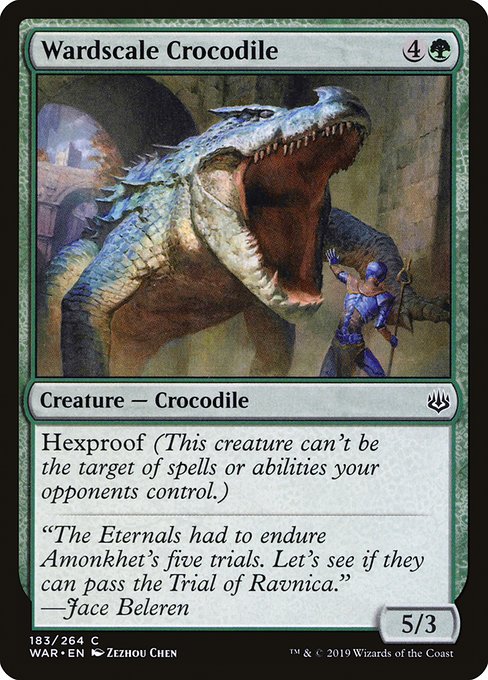 Wardscale Crocodile 4
Creature — Crocodile
Hexproof (This creature can't be
the target of spells or abilities your
opponents control.)
“The Eternals had to endure
Amonkhet's five trials. Let's see if they
can pass the Trial of Ravnica.”
—Jace Beleren
5/3
183/264 C
WAR • EN Zezhou Chen
™ & © 2019 Wizards of the Coast